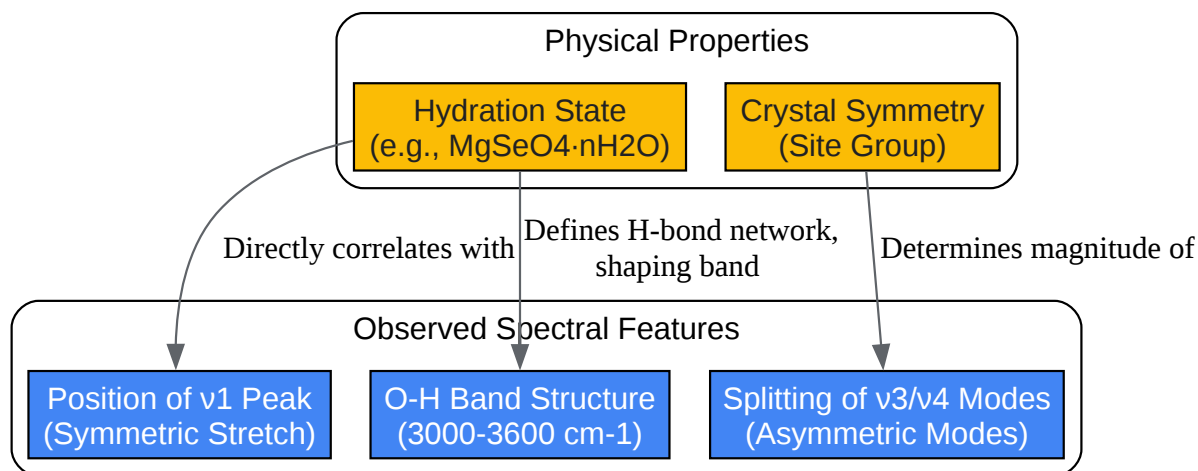 Physical Properties
Hydration State
(e.g., MgSeO4·nH2O)
Crystal Symmetry
(Site Group)
Directly correlates with
Defines H-bond network,
shaping band
Determines magnitude of
Observed Spectral Features
Position of ν1 Peak
(Symmetric Stretch)
O-H Band Structure
(3000-3600 cm-1)
Splitting of ν3/ν4 Modes
(Asymmetric Modes)